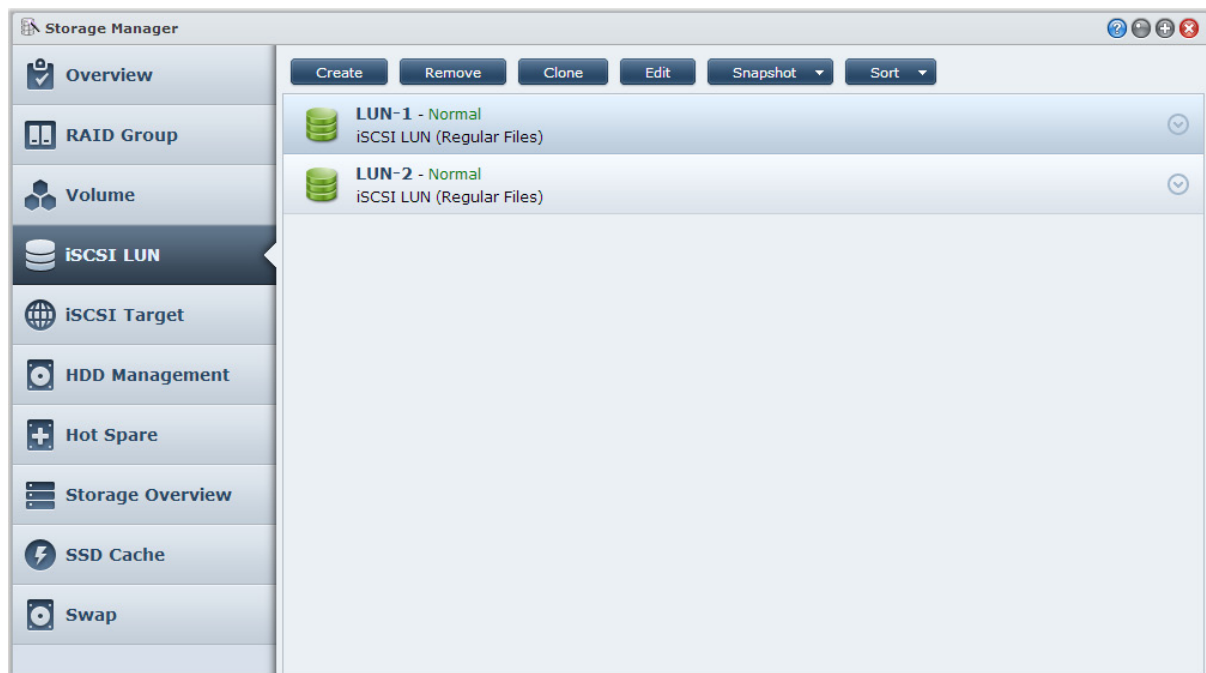 Storage Manager
Overview
RAID Group
Volume
iSCSI LUN
iSCSI Target
HDD Management
Hot Spare
Storage Overview
SSD Cache
Swap
Create Remove Clone Edit Snapshot Sort
LUN-1 - Normal
iSCSI LUN (Regular Files)
LUN-2 - Normal
iSCSI LUN (Regular Files)